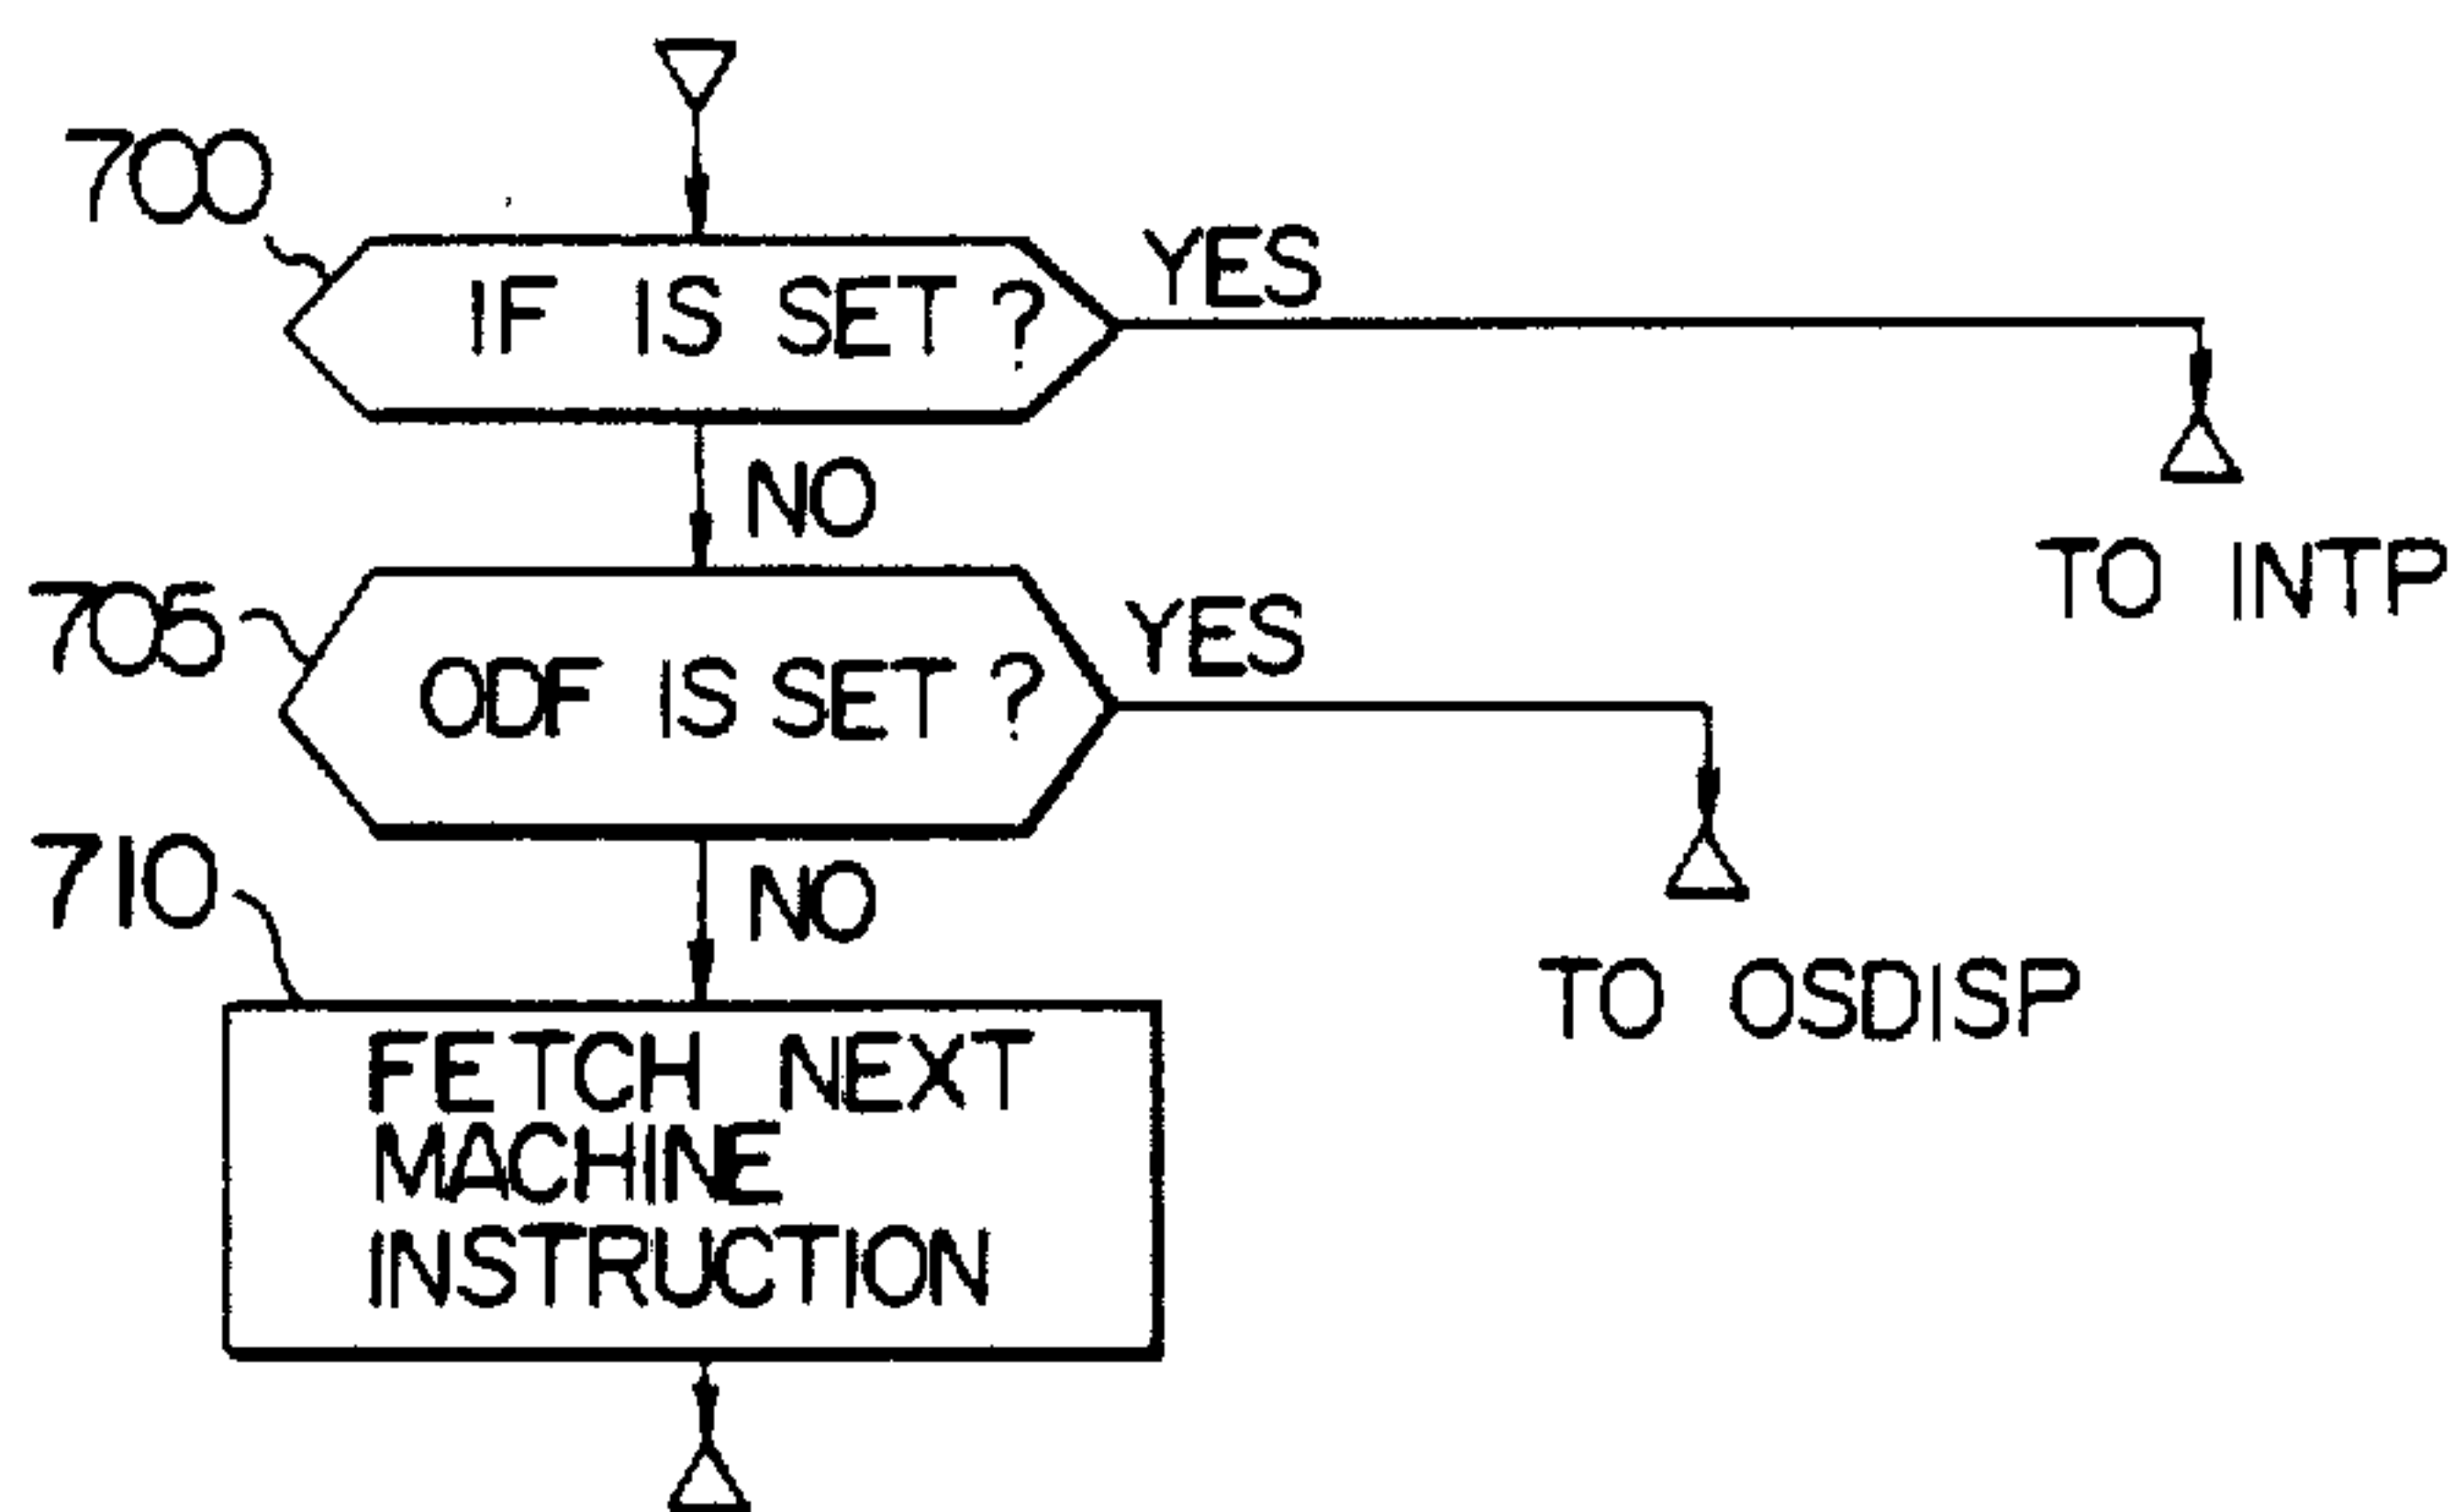 700
IF IS SET ?
YES
NO
TO INTP
705
ODF IS SET ?
YES
NO
TO OSDISP
710
FETCH NEXT
MACHINE
INSTRUCTION